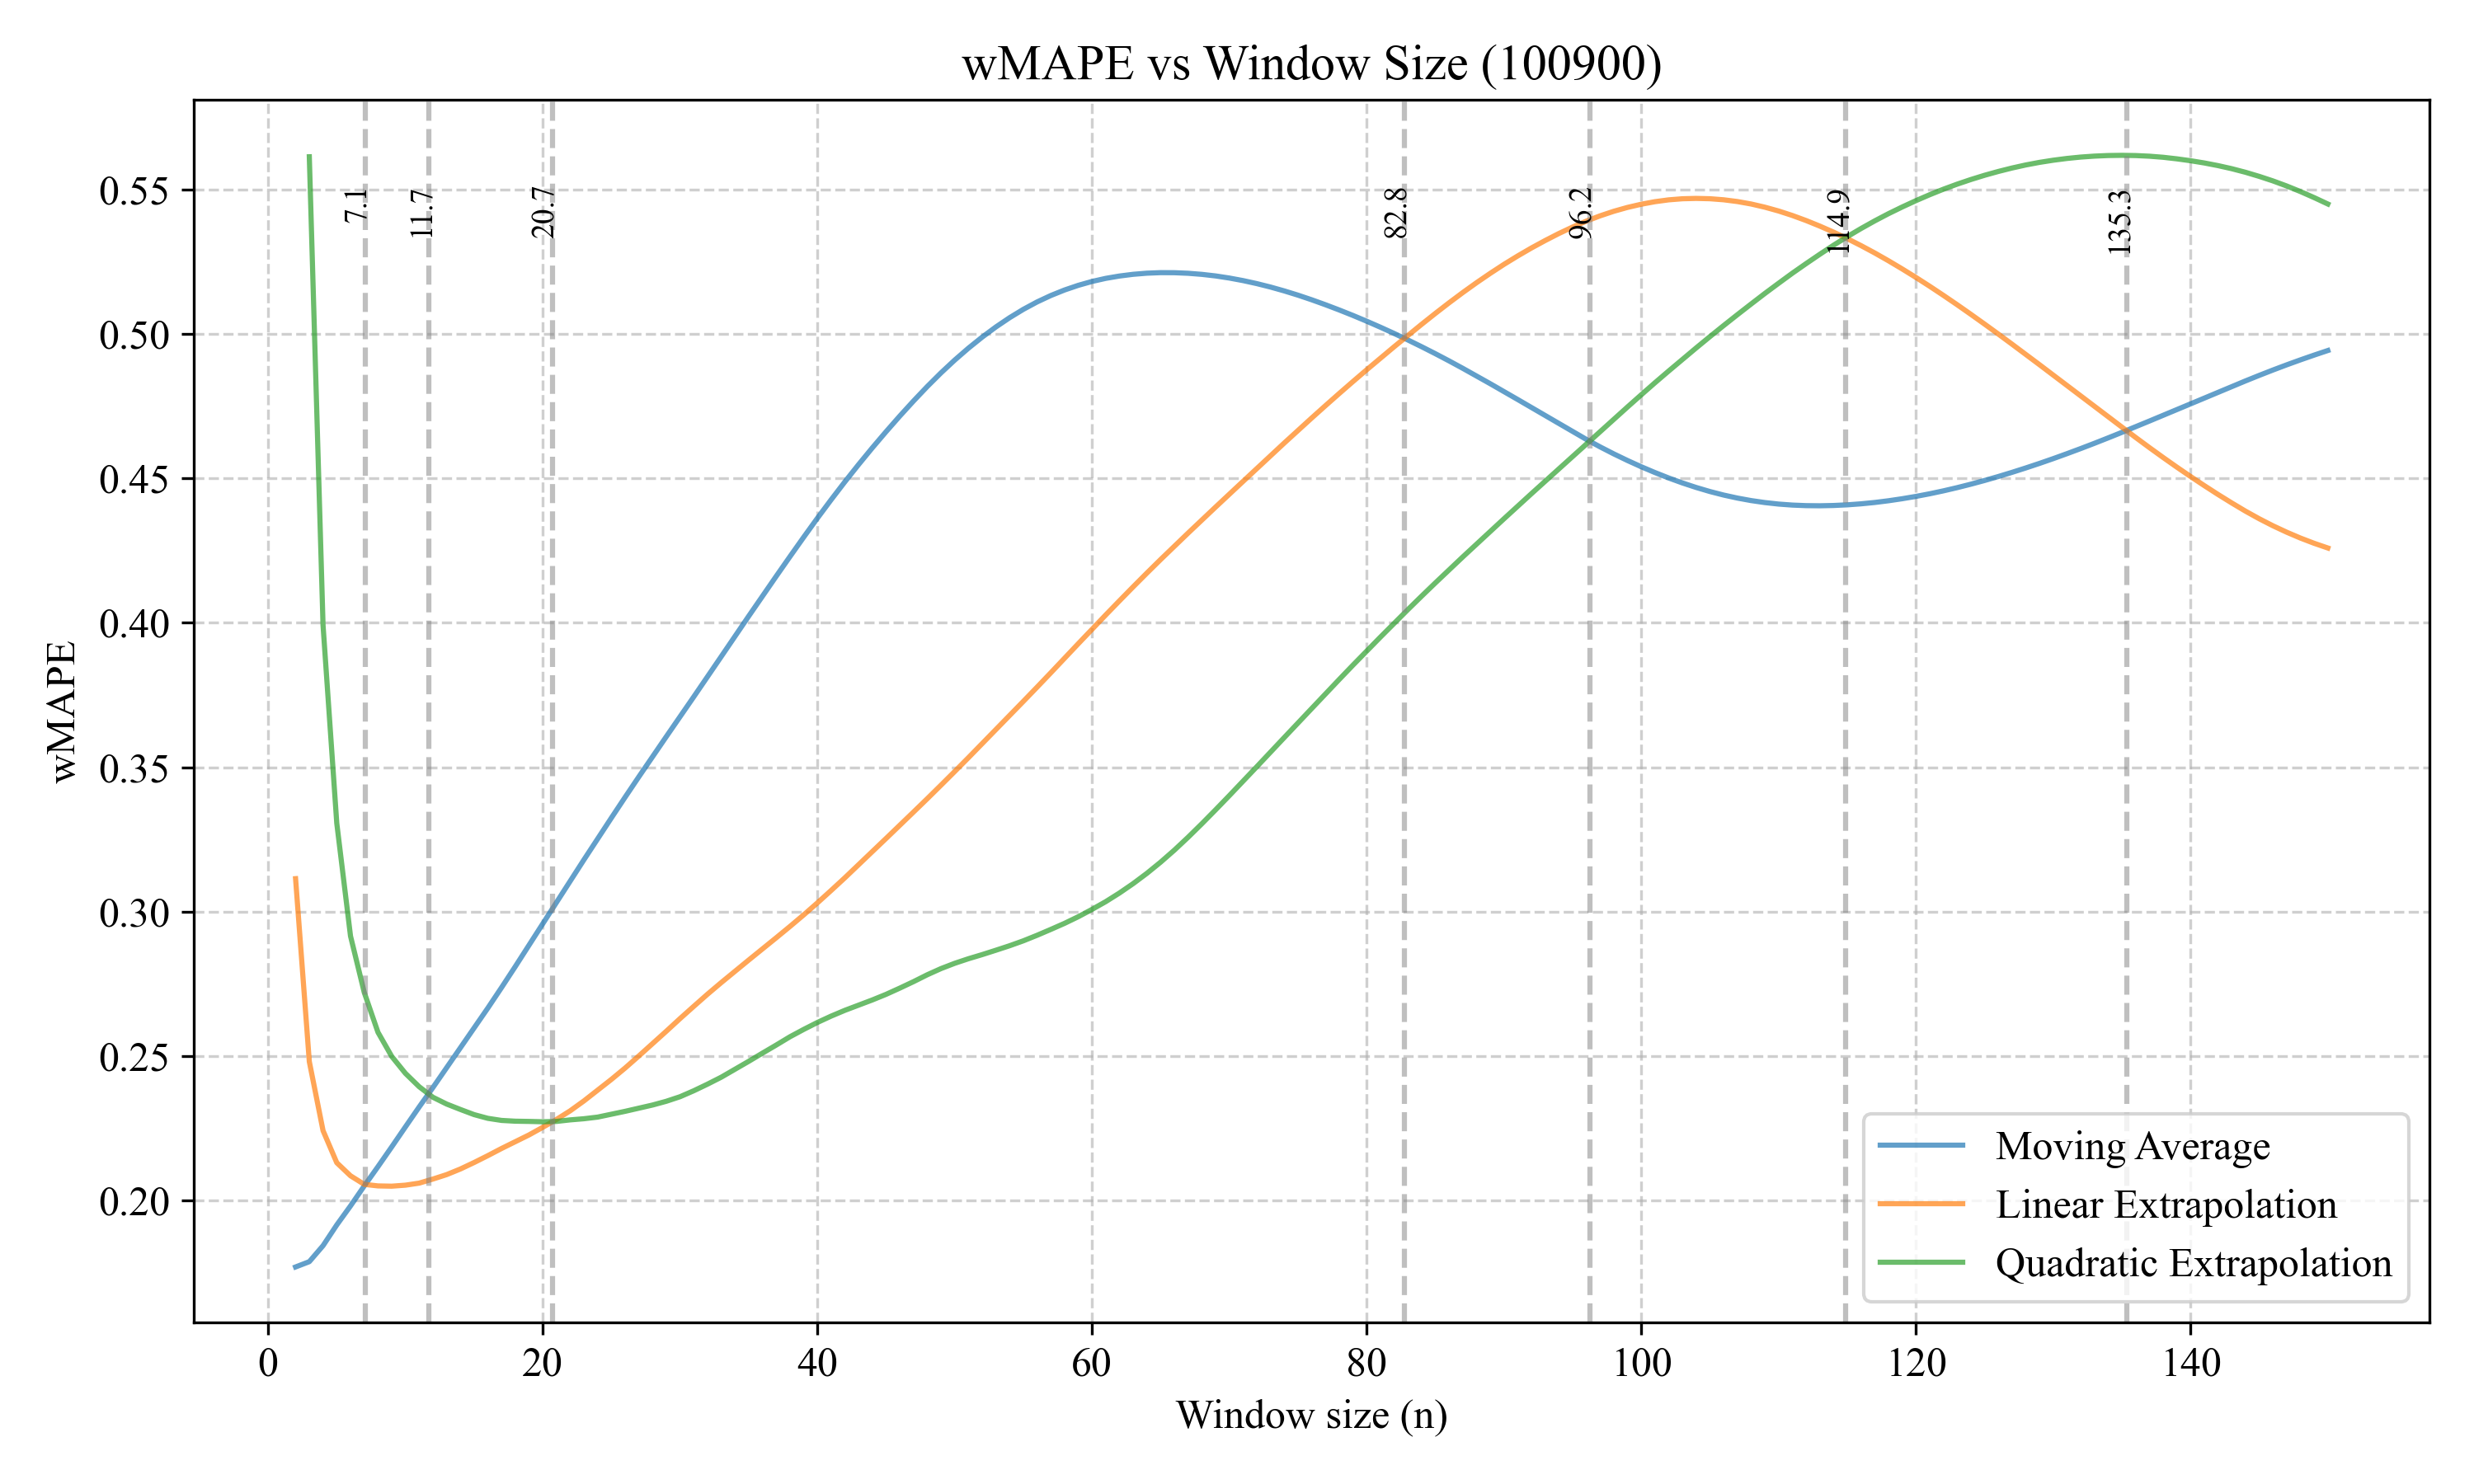 wMAPE vs Window Size (100900)
7.1
11.7
20.7
82.8
96.2
114.9
135.3
0.55
0.50
0.45
0.40
0.35
0.30
0.25
0.20
wMAPE
0 20 40 60 80 100 120 140
Window size (n)
Moving Average
Linear Extrapolation
Quadratic Extrapolation